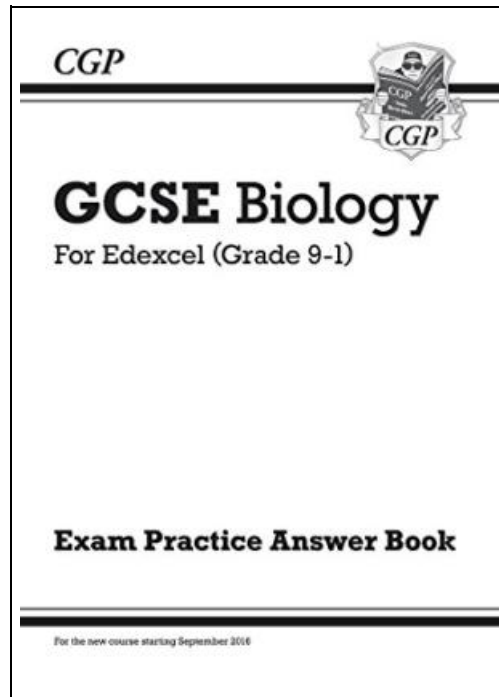 CGP
CGP
CGP
GCSE Biology
For Edexcel (Grade 9-1)
Exam Practice Answer Book
For the new course starting September 2016